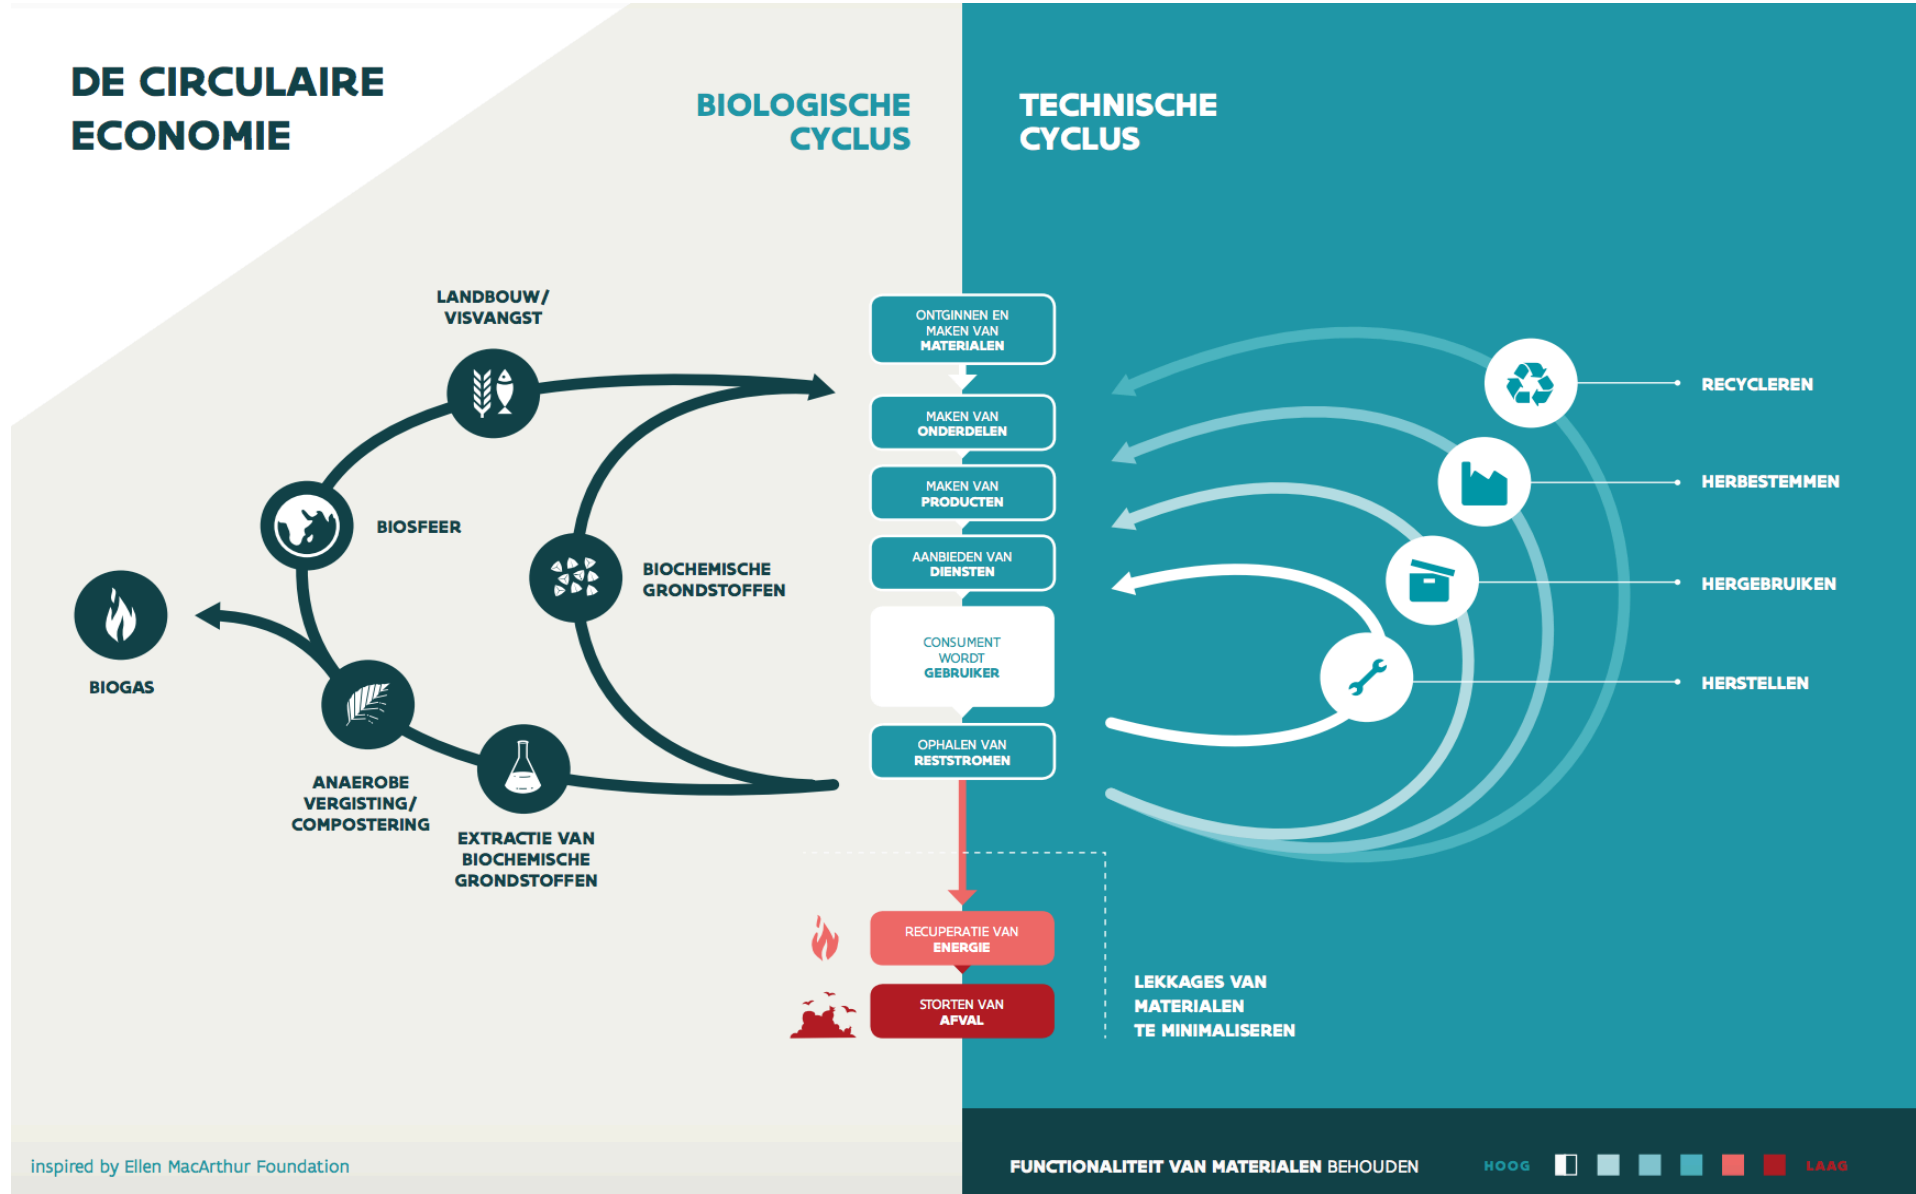 DE CIRCULAIRE
ECONOMIE
BIOLOGISCHE
CYCLUS
TECHNISCHE
CYCLUS
LANDBOUW/
VISVANGST
BIOSFEER
BIOCHEMISCHE
GRONDSTOFFEN
BIOGAS
ANAEROBE
VERGISTING/
COMPOSTERING
EXTRACTIE VAN
BIOCHEMISCHE
GRONDSTOFFEN
ONTGINNEN EN
MAKEN VAN
MATERIALEN
MAKEN VAN
ONDERDELEN
MAKEN VAN
PRODUCTEN
AANBIEDEN VAN
DIENSTEN
CONSUMENT
WORDT
GEBRUIKER
OPHALEN VAN
RESTSTROMEN
RECUPERATIE VAN
ENERGIE
STORTEN VAN
AFVAL
RECYCLEREN
HERBESTEMMEN
HERGEBRUIKEN
HERSTELLEN
LEKKAGES VAN
MATERIALEN
TE MINIMALISEREN
inspired by Ellen MacArthur Foundation
FUNCTIONALITEIT VAN MATERIALEN BEHOUDEN
HOOG
LAAG